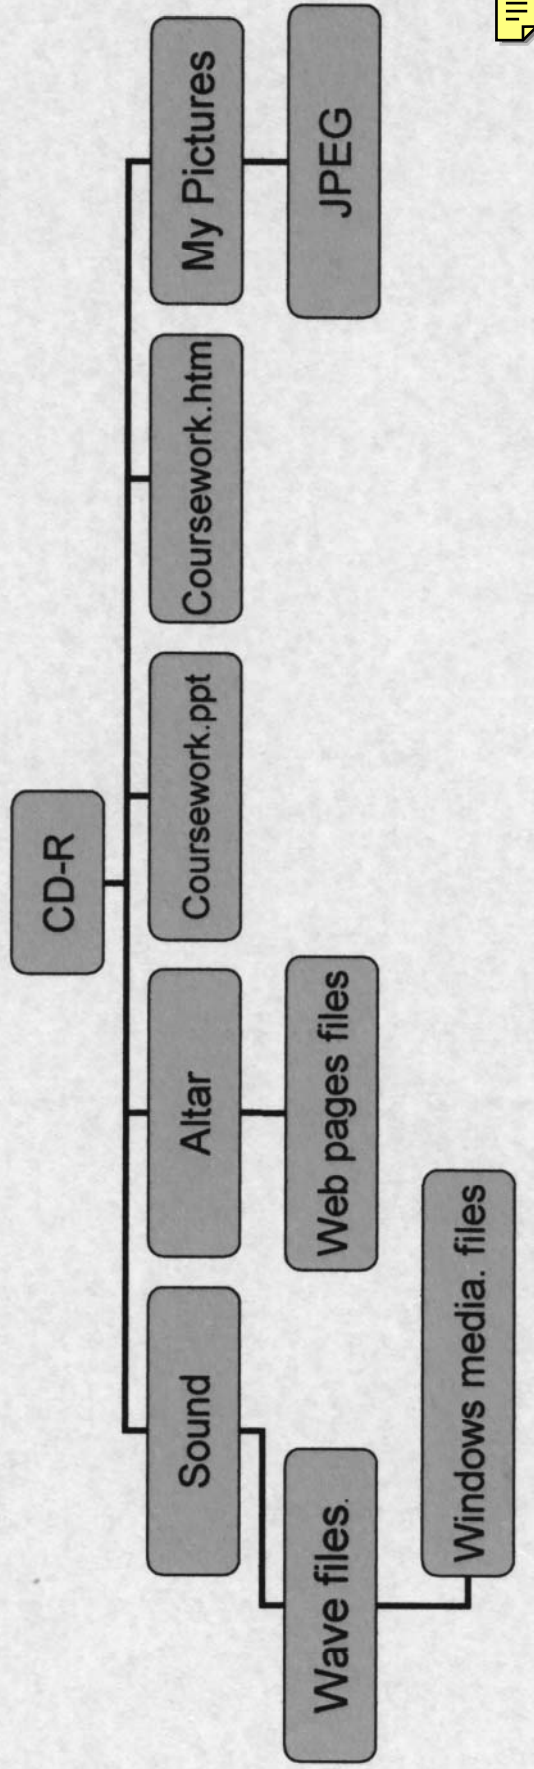 CD-R
Sound
Altar
Coursework.ppt
Coursework.htm
My Pictures
Wave files.
Web pages files
JPEG
Windows media. files